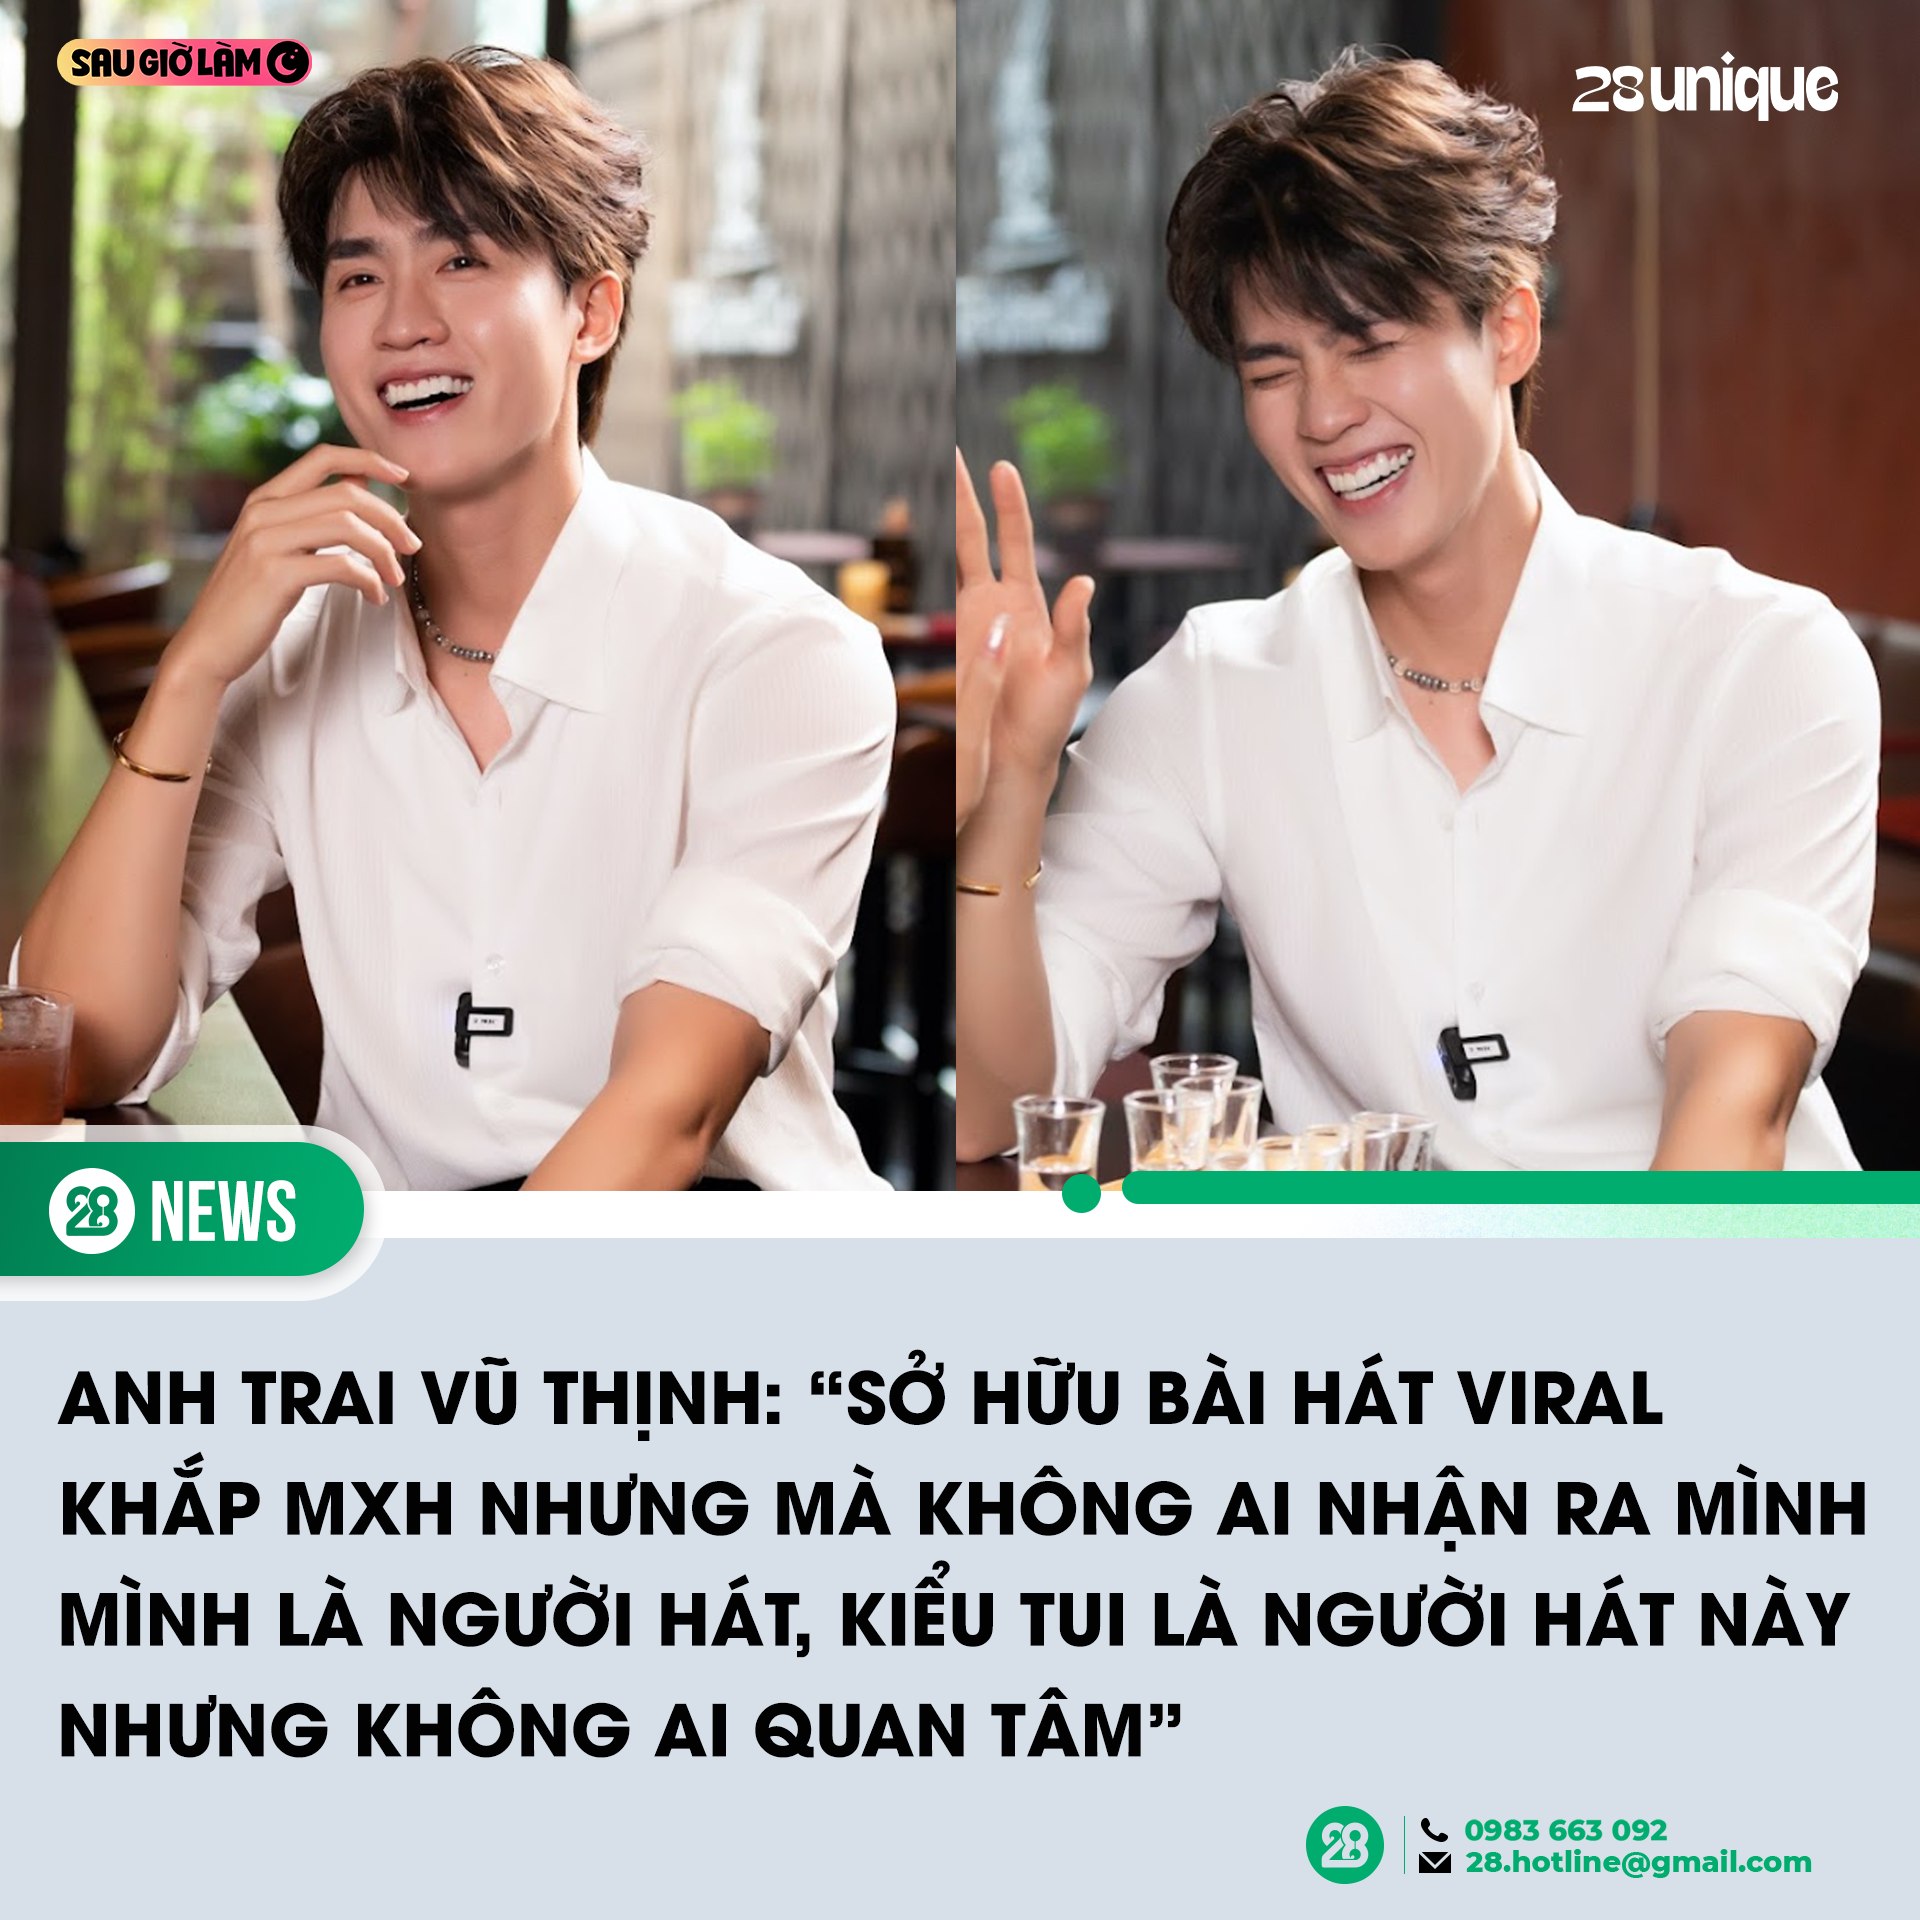 SAU GIỜ LÀM
28unique
28 NEWS
ANH TRAI VŨ THỊNH: “SỞ HỮU BÀI HÁT VIRAL
KHẮP MXH NHƯNG MÀ KHÔNG AI NHẬN RA MÌNH
MÌNH LÀ NGƯỜI HÁT, KIỂU TUI LÀ NGƯỜI HÁT NÀY
NHƯNG KHÔNG AI QUAN TÂM”
28
0983 663 092
28.hotline@gmail.com